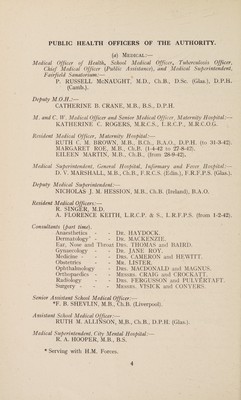 PUBLIC HEALTH OFFICERS OF THE AUTHORITY.
(a) MEDICAL:—
Medical Officer of Health, School Medical Officer, Tuberculosis Officer,
Chief Medical Officer (Public Assistance), and Medical Superintendent,
Fairfield Sanatorium:—
P. RUSSELL McNAUGHT, M.D., Ch.B., D.Sc. (Glas.), D.P.H.
(Cantb.).
Deputy M.O.H.:—
CATHERINE B. CRANE, M.B., B.S., D.P.H.
M. and C. W. Medical Officer and Senior Medical Officer, Maternity Hospital:—
KATHERINE C. ROGERS, M.R.C.S., L.R.C.P., M.R.C.O.G.
Resident Medical Officer, Maternity Hospital:—
RUTH C. M. BROWN, M.B., B.Ch., B.A.O., D.P.H. (to 31-3-42).
MARGARET ROE, M.B., Ch.B. (1-4-42 to 27-8-42).
EILEEN MARTIN, M.B., Ch.B., (from 28-8-42).
Medical Superintendent, General Hospital, Infirmary and Fever Hospital:—
D. V. MARSHALL, M.B., Ch.B., F.R.C.S. (Edin.), F.R.F.P.S. (Glas.).
Deputy Medical Superintendent:—
NICHOLAS J. M. HESSION, M.B., Ch.B. (Ireland), B.A.O.
Resident Medical Officers:—
R. SINGER, M.D.
A. FLORENCE KEITH, L.R.C.P. & S., L.R.F.P.S. (from 1-2-42).
Consultants (part time).
Anaesthetics - - DR. HAYDOCK.
Dermatology - - DR. MACKENZIE.
Ear, Nose and Throat DRS. THOMAS and BAIRD.
Gynaecology - - DR. JANE ROY.
Medicine - - - DRS. CAMERON and HEWITT.
Obstetrics - - MR. LISTER.
Ophthalmology - DRS. MACDONALD and MAGNUS.
Orthopaedics - - MESSRS. CRAIG and CHARNLEY.
Radiology - - DRS. FERGUSSON and PULVERTAFT.
Surgery - - - MESSRS. VISICK and CONYERS.
Senior Assistant School Medical Officer:—
*F. B. SHEVLIN, M.B., Ch.B. (Liverpool).
Assistant School Medical Officer:—
RUTH M. ALLINSON, M.B., Ch.B., D.P.H. (Glas.).
Medical Superintendent, City Mental Hospital:—
R. A. HOOPER, M.B., B.S.
* Serving with H.M. Forces.
4